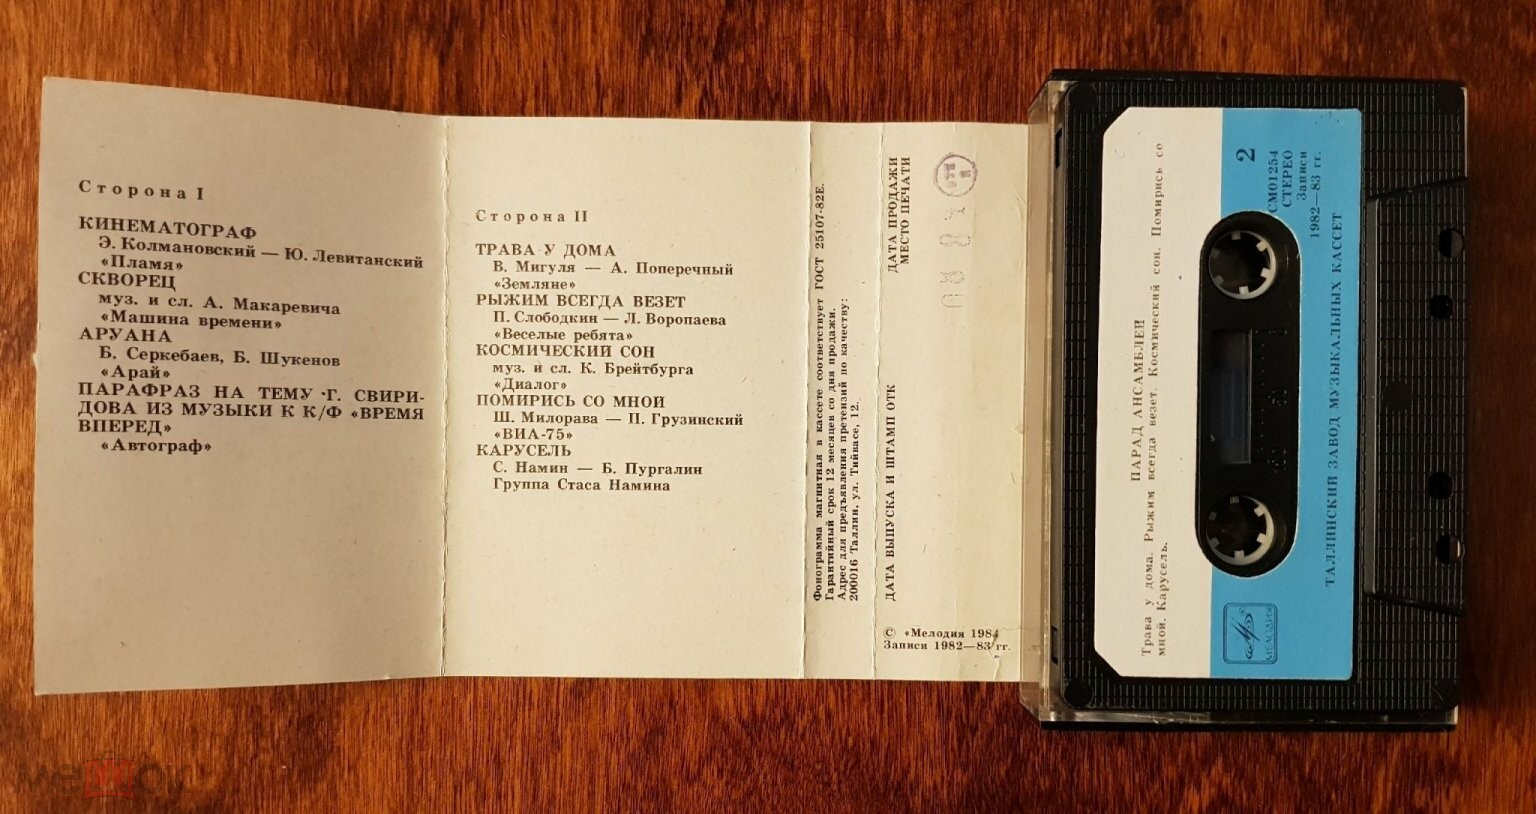 Сторона I
КИНЕМАТОГРАФ
Э. Колмановский — Ю. Левитанский
«Пламя»
СКВОРЕЦ
муз. и сл. А. Макаревича
«Машина времени»
АРУАНА
Б. Серкебаев, Б. Шукенов
«Арай»
ПАРАФРАЗ НА ТЕМУ Г. СВИРИ-
ДОВА ИЗ МУЗЫКИ К К/Ф «ВРЕМЯ
ВПЕРЕД»
«Автограф»
Сторона II
ТРАВА У ДОМА
В. Мигуля — А. Поперечный
«Земляне»
РЫЖИМ ВСЕГДА ВЕЗЕТ
П. Слободкин — Л. Воропаева
«Веселые ребята»
КОСМИЧЕСКИЙ СОН
муз. и сл. К. Брейтбурга
«Диалог»
ПОМИРИСЬ СО МНОЙ
Ш. Милорава — П. Грузинский
«ВИА-75»
КАРУСЕЛЬ
С. Намин — Б. Пургалин
Группа Стаса Намина
Фонограмма магнитная в кассете соответствует ГОСТ 25107-82Е.
Гарантийный срок 12 месяцев со дня продажи.
Адрес для предъявления претензий по качеству:
200016 Таллин, ул. Тийвасе, 12.
ДАТА ВЫПУСКА И ШТАМП ОТК
ДАТА ПРОДАЖИ
МЕСТО ПЕЧАТИ
© «Мелодия 1984
Записи 1982—83 гг.
ПАРАД АНСАМБЛЕЙ
Трава у дома. Рыжим всегда везет. Космический сон. Помирись со
мной. Карусель.
2
СМ01254
СТЕРЕО
Записи
1982—83 гг.
МЕЛОДИЯ
ТАЛЛИНСКИЙ ЗАВОД МУЗЫКАЛЬНЫХ КАССЕТ
мешок